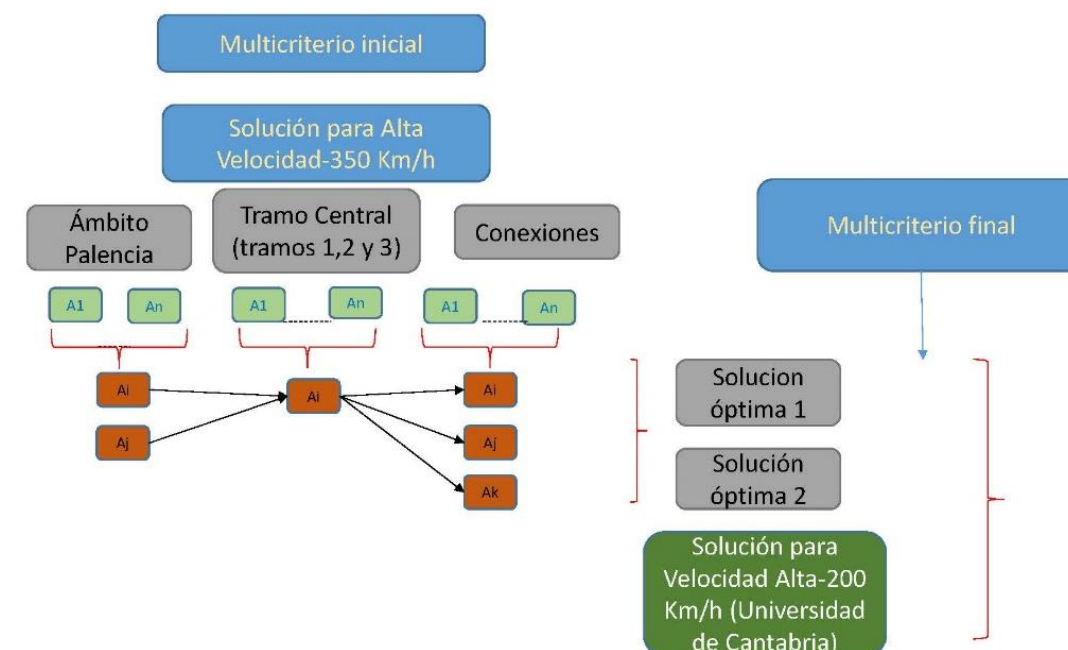 Multicriterio inicial
Solución para Alta
Velocidad-350 Km/h
Ámbito
Palencia
Tramo Central
(tramos 1,2 y 3)
Conexiones
Multicriterio final
A1
An
A1
An
A1
An
Ai
Ai
Ai
Aj
Aj
Ak
Solucion
óptima 1
Solución
óptima 2
Solución para
Velocidad Alta-200
Km/h (Universidad
de Cantabria)